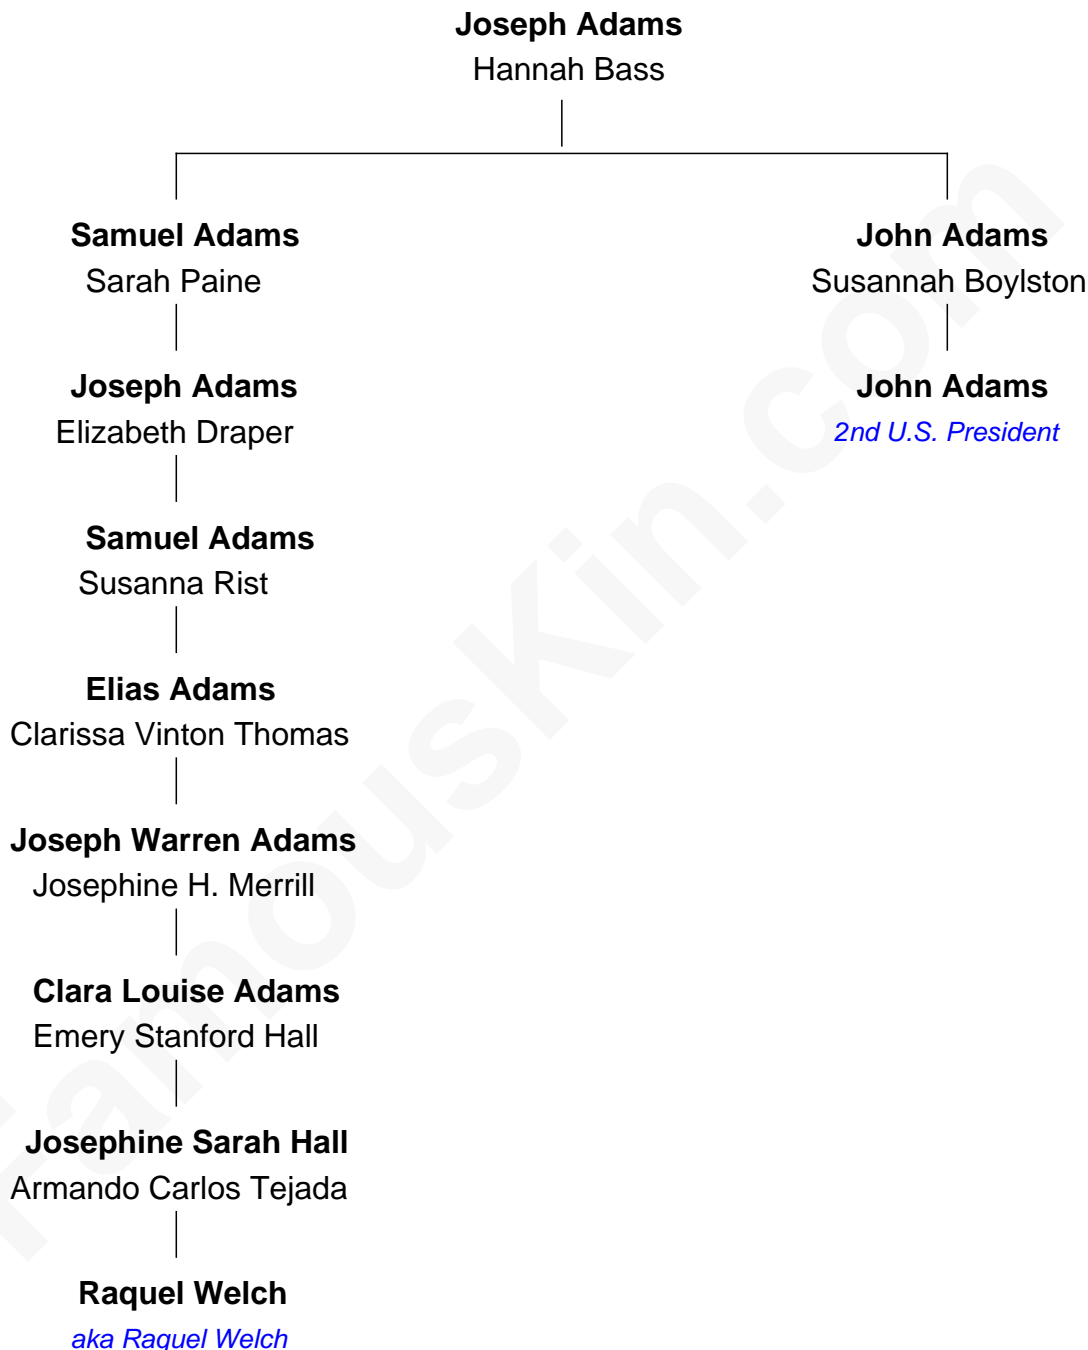 Joseph Adams
Hannah Bass
Samuel Adams
Sarah Paine
John Adams
Susannah Boylston
Joseph Adams
Elizabeth Draper
John Adams
2nd U.S. President
Samuel Adams
Susanna Rist
Elias Adams
Clarissa Vinton Thomas
Joseph Warren Adams
Josephine H. Merrill
Clara Louise Adams
Emery Stanford Hall
Josephine Sarah Hall
Armando Carlos Tejada
Raquel Welch
aka Raquel Welch
FamousKin.com